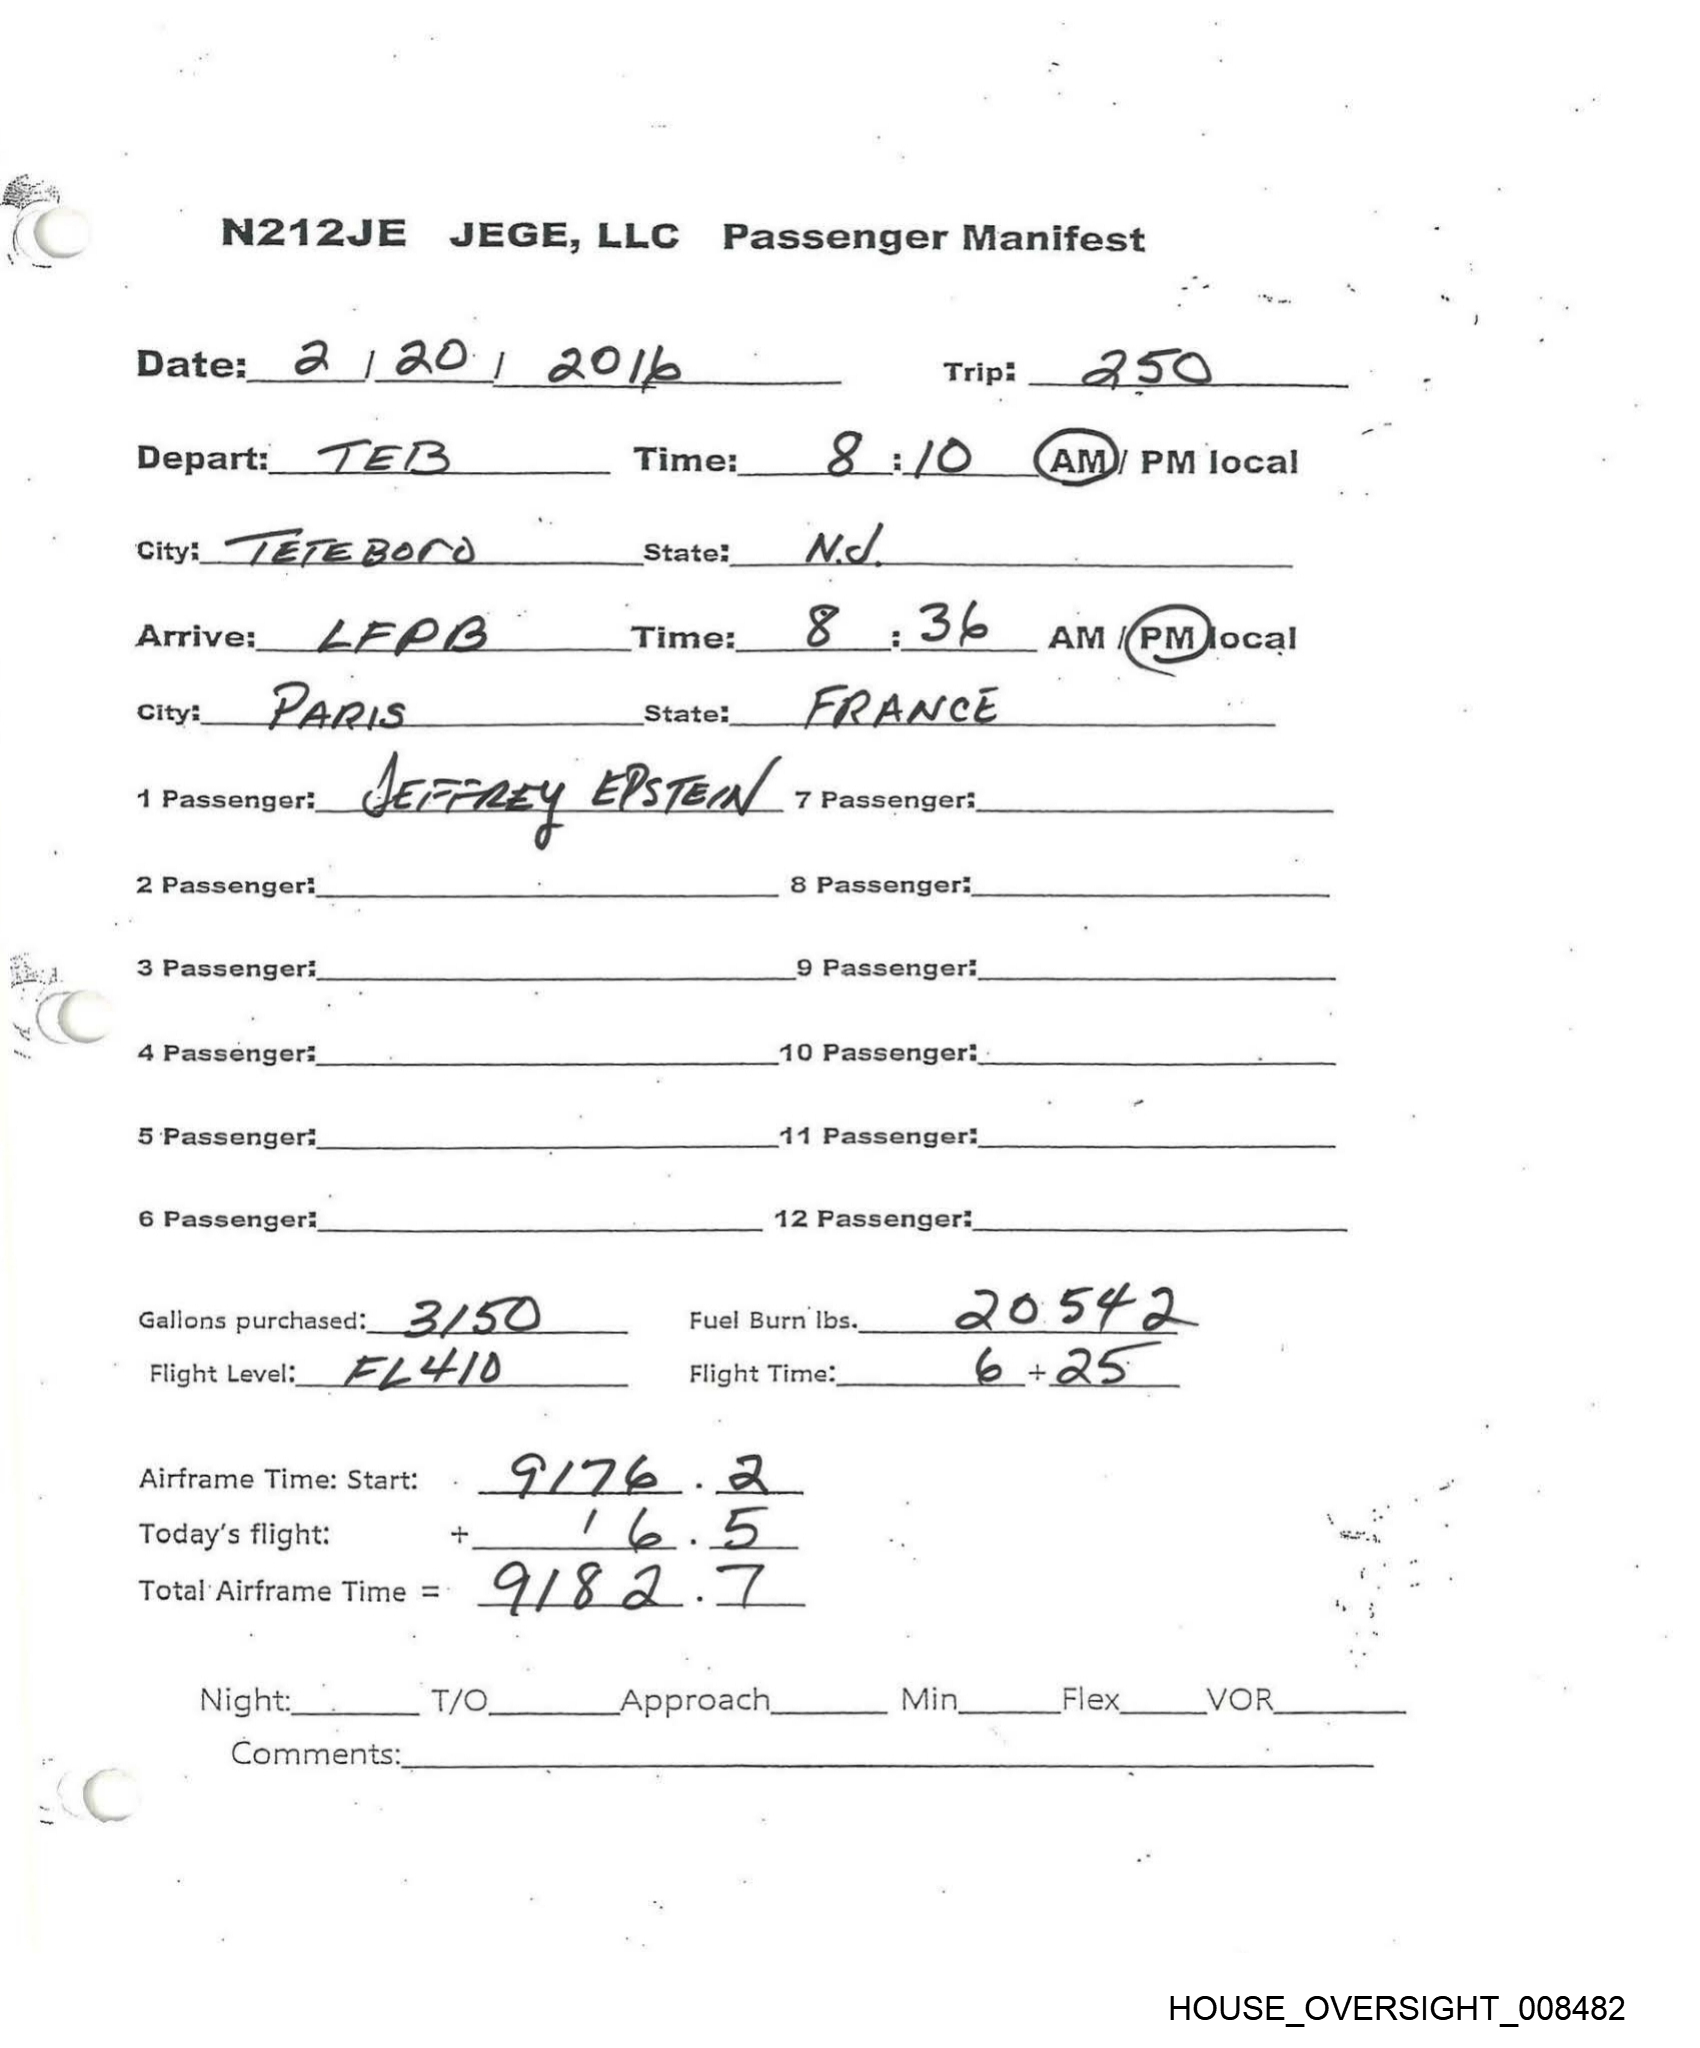 N212JE JEGE, LLC Passenger Manifest
Date: 2 / 20 / 2016 Trip: 250
Depart: TEB Time: 8 : 10 AM / PM local
City: TETEBORO State: N.J.
Arrive: LFPB Time: 8 : 36 AM / PM local
City: PARIS State: FRANCE
1 Passenger: JEFFREY EPSTEIN 7 Passenger:
2 Passenger: 8 Passenger:
3 Passenger: 9 Passenger:
4 Passenger: 10 Passenger:
5 Passenger: 11 Passenger:
6 Passenger: 12 Passenger:
Gallons purchased: 3150 Fuel Burn lbs. 20542
Flight Level: FL410 Flight Time: 6 + 25
Airframe Time: Start: 9176 . 2
Today's flight: + ' 6 . 5
Total Airframe Time = 9182 . 7
Night: T/O Approach Min Flex VOR
Comments:
HOUSE_OVERSIGHT_008482